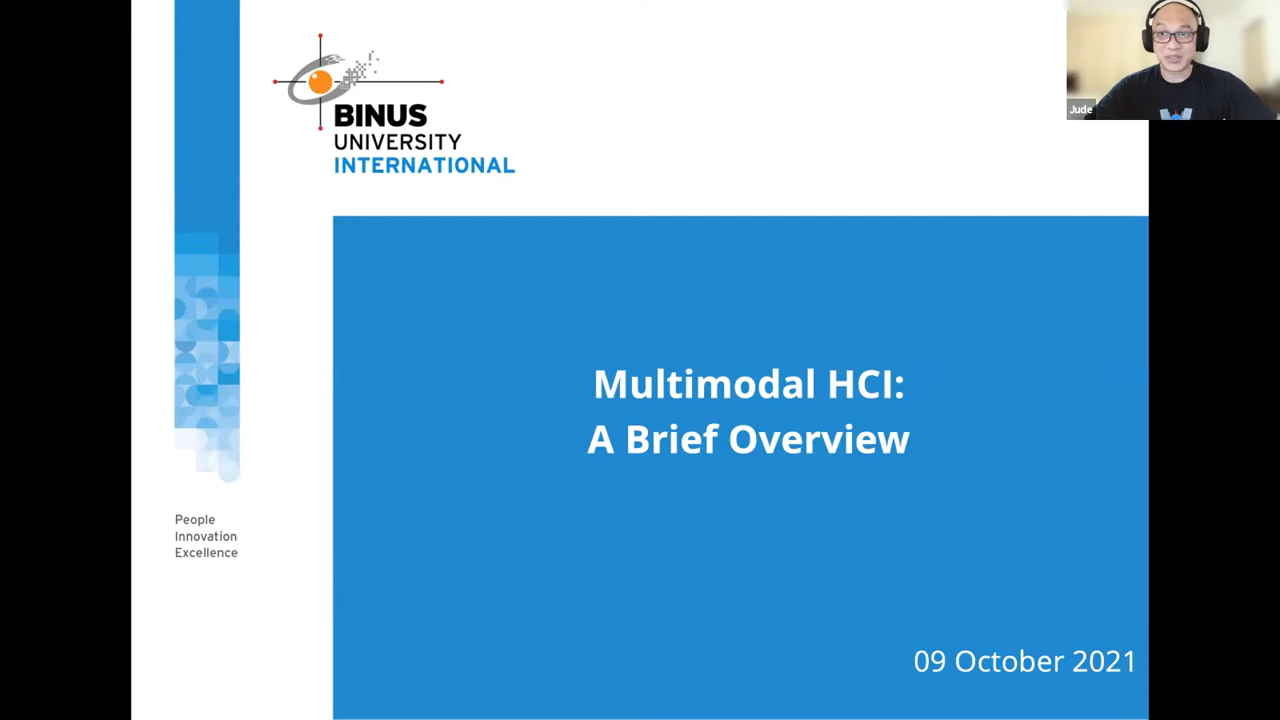 BINUS
UNIVERSITY
INTERNATIONAL
Jude
Multimodal HCI:
A Brief Overview
People
Innovation
Excellence
09 October 2021